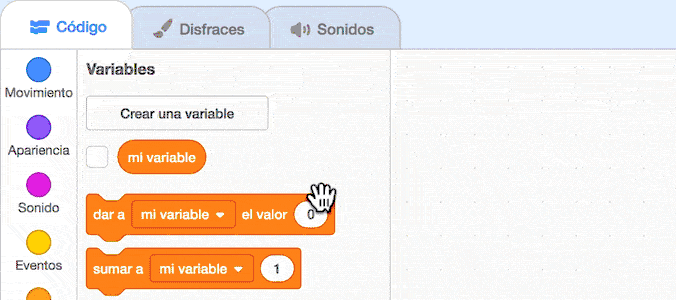 Código
Disfraces
Sonidos
Movimiento
Apariencia
Sonido
Eventos
Variables
Crear una variable
mi variable
dar a mi variable el valor 0
sumar a mi variable 1